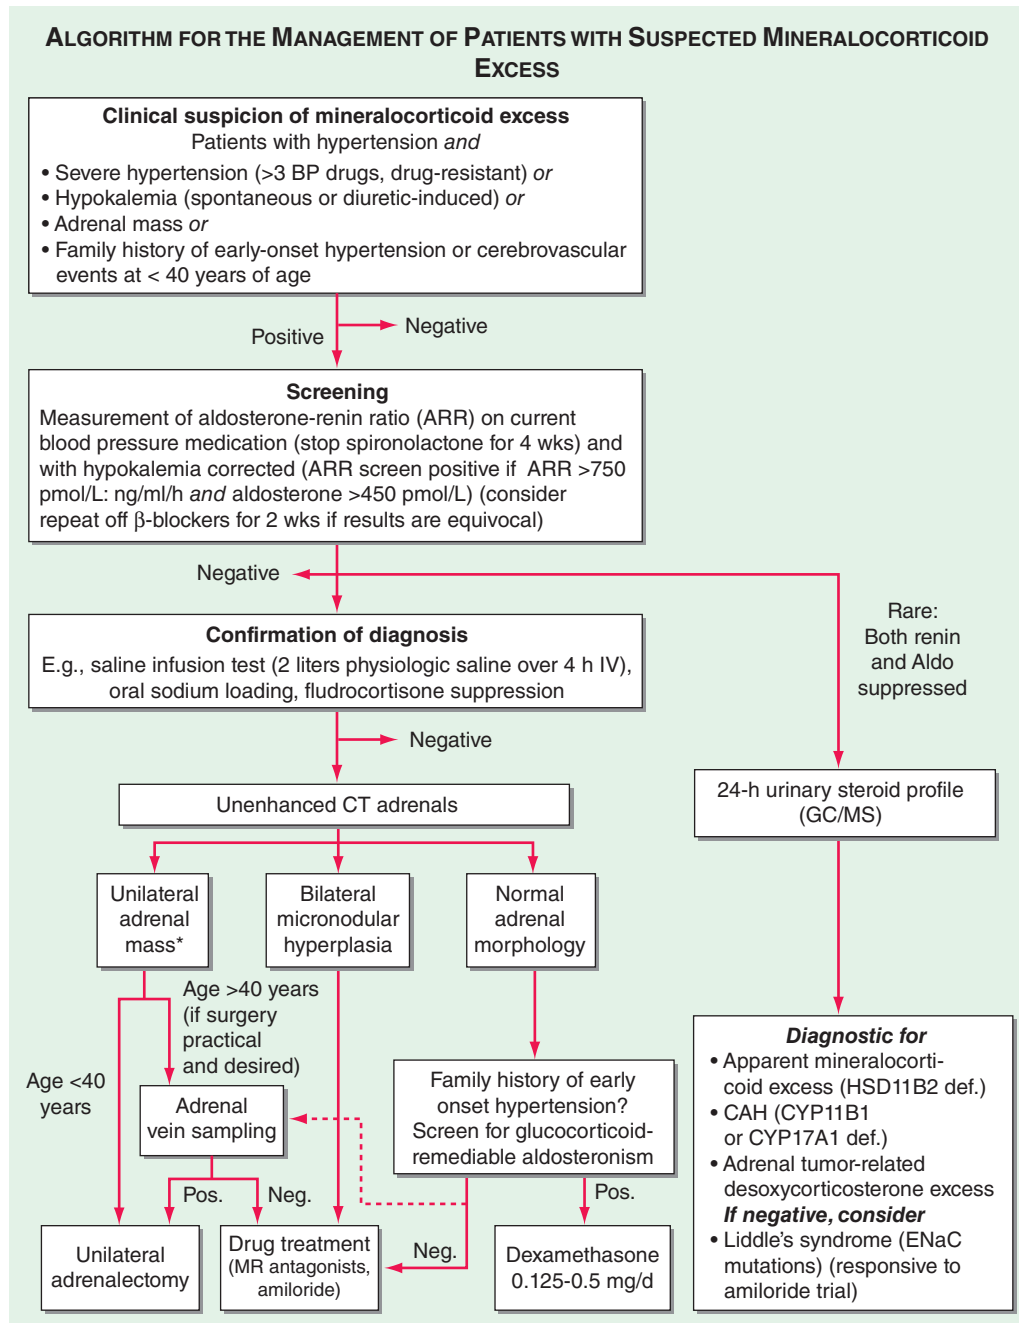 ALGORITHM FOR THE MANAGEMENT OF PATIENTS WITH SUSPECTED MINERALOCORTICOID
EXCESS
Clinical suspicion of mineralocorticoid excess
Patients with hypertension and
• Severe hypertension (>3 BP drugs, drug-resistant) or
• Hypokalemia (spontaneous or diuretic-induced) or
• Adrenal mass or
• Family history of early-onset hypertension or cerebrovascular
events at < 40 years of age
Positive
Negative
Screening
Measurement of aldosterone-renin ratio (ARR) on current
blood pressure medication (stop spironolactone for 4 wks) and
with hypokalemia corrected (ARR screen positive if ARR >750
pmol/L: ng/ml/h and aldosterone >450 pmol/L) (consider
repeat off β-blockers for 2 wks if results are equivocal)
Negative
Rare:
Both renin
and Aldo
suppressed
Confirmation of diagnosis
E.g., saline infusion test (2 liters physiologic saline over 4 h IV),
oral sodium loading, fludrocortisone suppression
Negative
Unenhanced CT adrenals
24-h urinary steroid profile
(GC/MS)
Unilateral
adrenal
mass*
Bilateral
micronodular
hyperplasia
Normal
adrenal
morphology
Age >40 years
(if surgery
practical
and desired)
Age <40
years
Adrenal
vein sampling
Family history of early
onset hypertension?
Screen for glucocorticoid-
remediable aldosteronism
Pos.
Neg.
Neg.
Pos.
Unilateral
adrenalectomy
Drug treatment
(MR antagonists,
amiloride)
Dexamethasone
0.125-0.5 mg/d
Diagnostic for
• Apparent mineralocorti-
coid excess (HSD11B2 def.)
• CAH (CYP11B1
or CYP17A1 def.)
• Adrenal tumor-related
desoxycorticosterone excess
If negative, consider
• Liddle's syndrome (ENaC
mutations) (responsive to
amiloride trial)